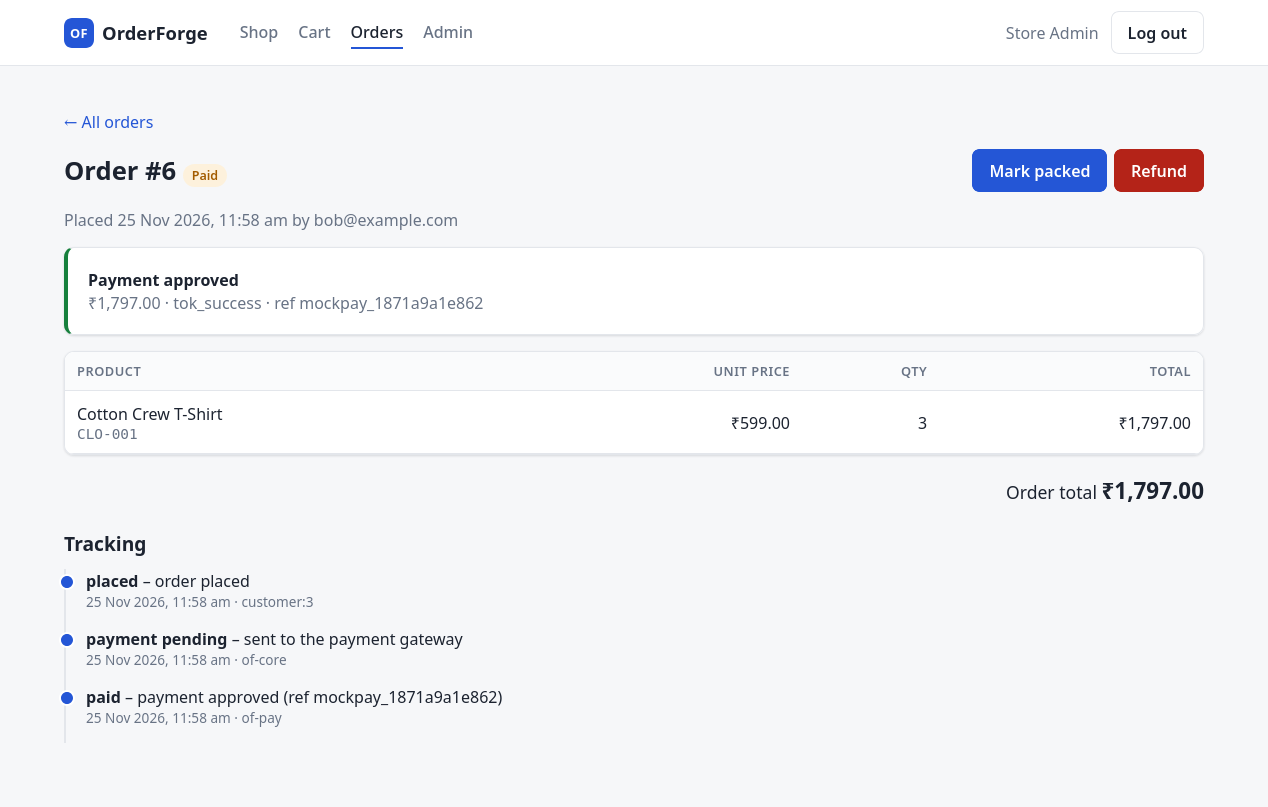 OF OrderForge Shop Cart Orders Admin Store Admin Log out
← All orders
Order #6 Paid Mark packed Refund
Placed 25 Nov 2026, 11:58 am by bob@example.com
Payment approved
₹1,797.00 · tok_success · ref mockpay_1871a9a1e862
PRODUCT UNIT PRICE QTY TOTAL
Cotton Crew T-Shirt
CLO-001
₹599.00 3 ₹1,797.00
Order total ₹1,797.00
Tracking
placed – order placed
25 Nov 2026, 11:58 am · customer:3
payment pending – sent to the payment gateway
25 Nov 2026, 11:58 am · of-core
paid – payment approved (ref mockpay_1871a9a1e862)
25 Nov 2026, 11:58 am · of-pay